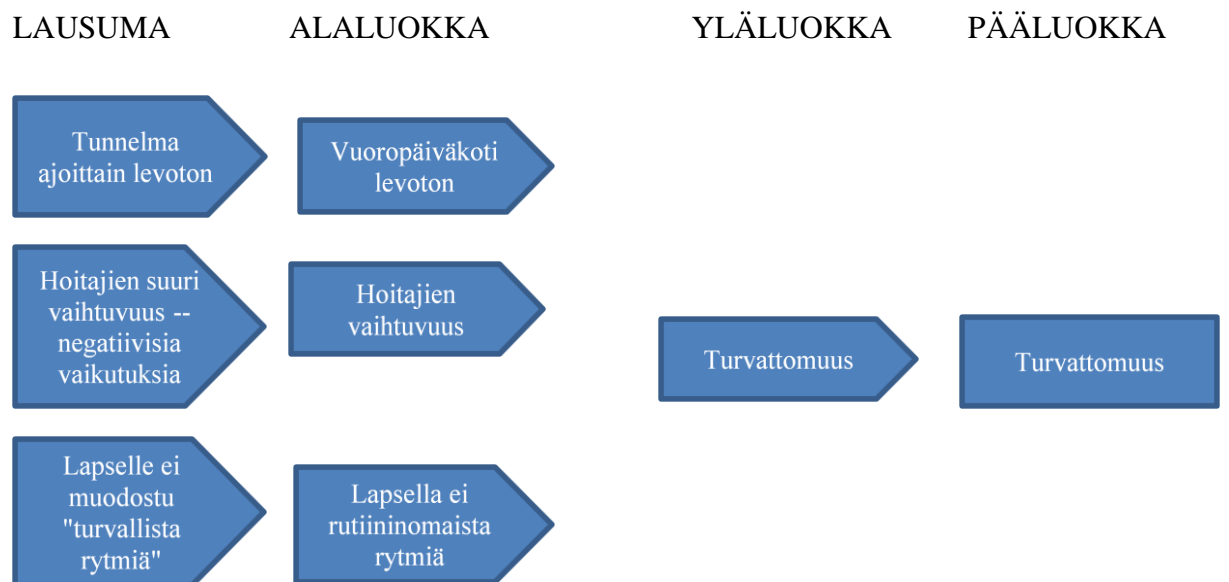 LAUSUMA ALALUOKKA YLÄLUOKKA PÄÄLUOKKA
Tunnelma
ajoittain levoton
Vuoropäiväkoti
levoton
Hoitajien suuri
vaihtuvuus --
negatiivisia
vaikutuksia
Hoitajien
vaihtuvuus
Turvattomuus
Turvattomuus
Lapselle ei
muodostu
"turvallista
rytmiä"
Lapsella ei
rutiininomaista
rytmiä